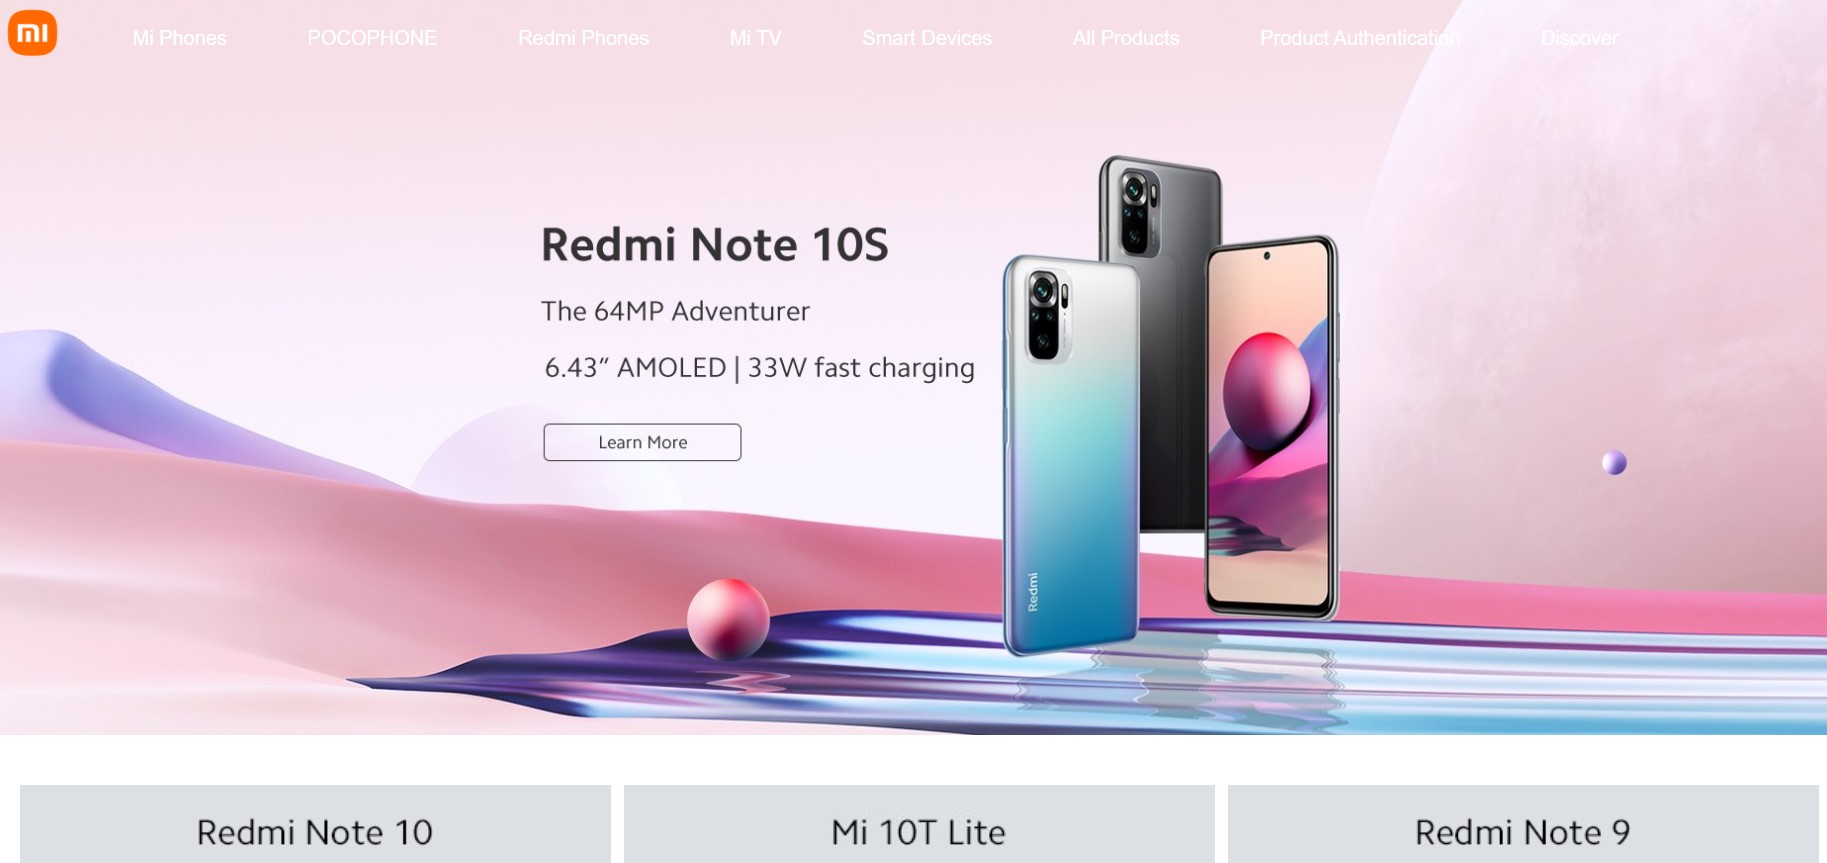 mi
Mi Phones POCOPHONE Redmi Phones Mi TV Smart Devices All Products Product Authentication Discover
Redmi Note 10S
The 64MP Adventurer
6.43” AMOLED | 33W fast charging
Learn More
Redmi
Redmi Note 10 Mi 10T Lite Redmi Note 9